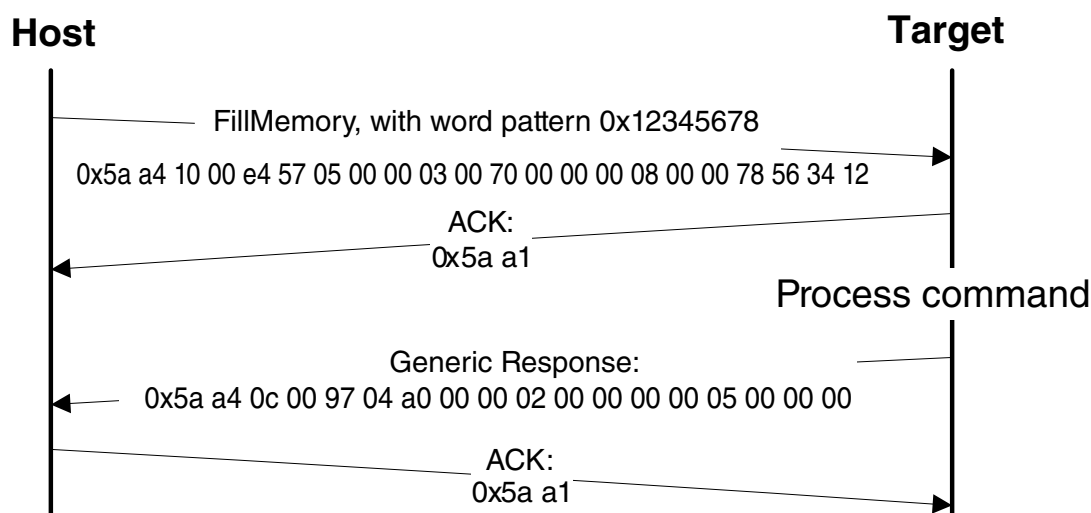 Host
Target
FillMemory, with word pattern 0x12345678
0x5a a4 10 00 e4 57 05 00 00 03 00 70 00 00 00 08 00 00 78 56 34 12
ACK:
0x5a a1
Process command
Generic Response:
0x5a a4 0c 00 97 04 a0 00 00 02 00 00 00 00 05 00 00 00
ACK:
0x5a a1